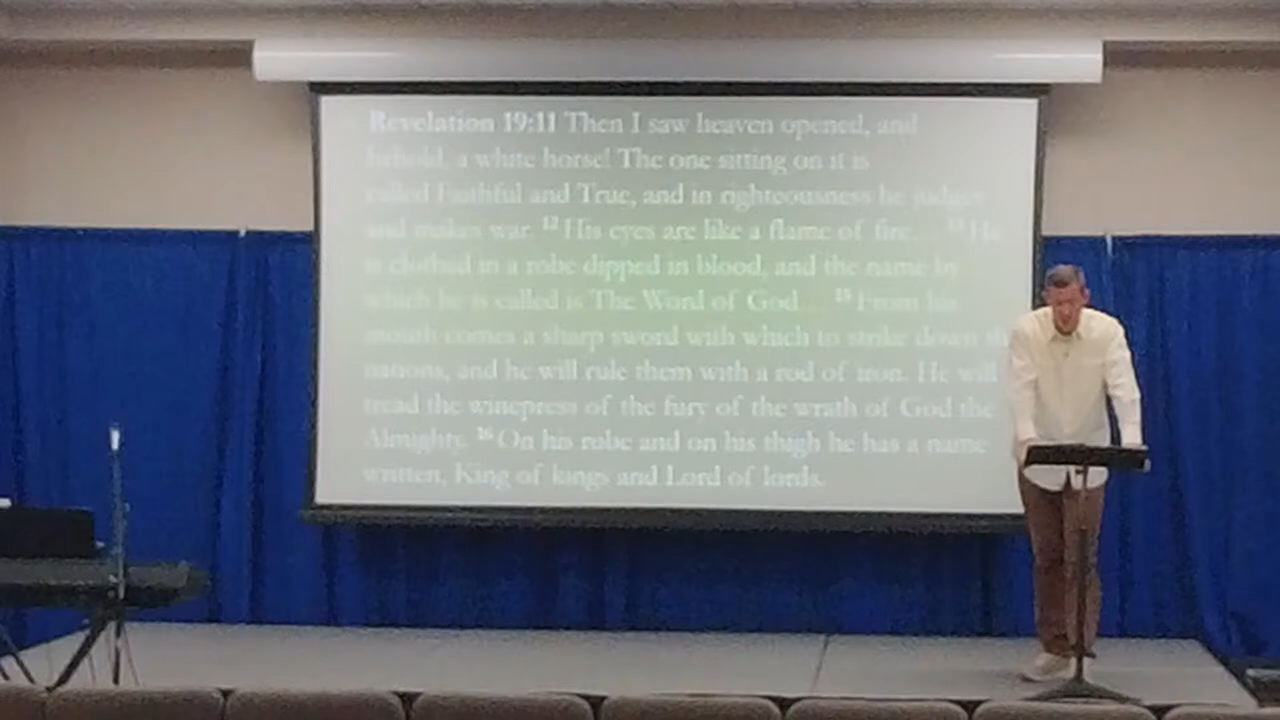 Revelation 19:11 Then I saw heaven opened, and
behold, a white horse! The one sitting on it is
called Faithful and True, and in righteousness he judges
and makes war. 12 His eyes are like a flame of fire… 13 He
is clothed in a robe dipped in blood, and the name by
which he is called is The Word of God… 15 From his
mouth comes a sharp sword with which to strike down the
nations, and he will rule them with a rod of iron. He will
tread the winepress of the fury of the wrath of God the
Almighty. 16 On his robe and on his thigh he has a name
written, King of kings and Lord of lords.